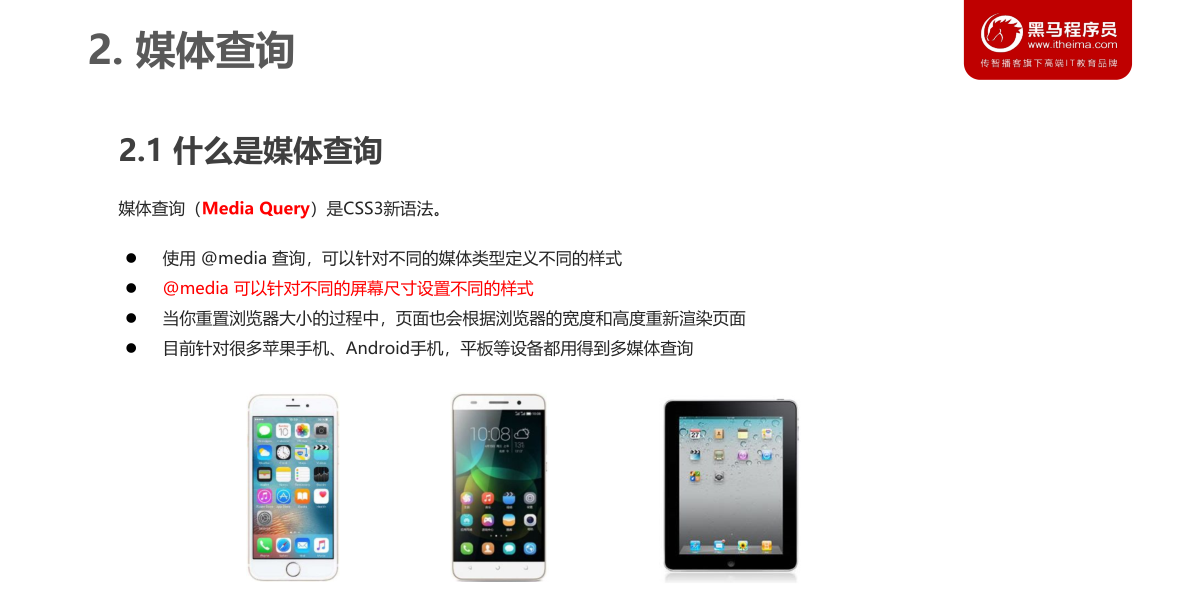 2. 媒体查询
黑马程序员
www.itheima.com
传智播客旗下高端IT教育品牌
2.1 什么是媒体查询
媒体查询（Media Query）是CSS3新语法。
● 使用 @media 查询，可以针对不同的媒体类型定义不同的样式
● @media 可以针对不同的屏幕尺寸设置不同的样式
● 当你重置浏览器大小的过程中，页面也会根据浏览器的宽度和高度重新渲染页面
● 目前针对很多苹果手机、Android手机，平板等设备都用得到多媒体查询
10
10:08
27